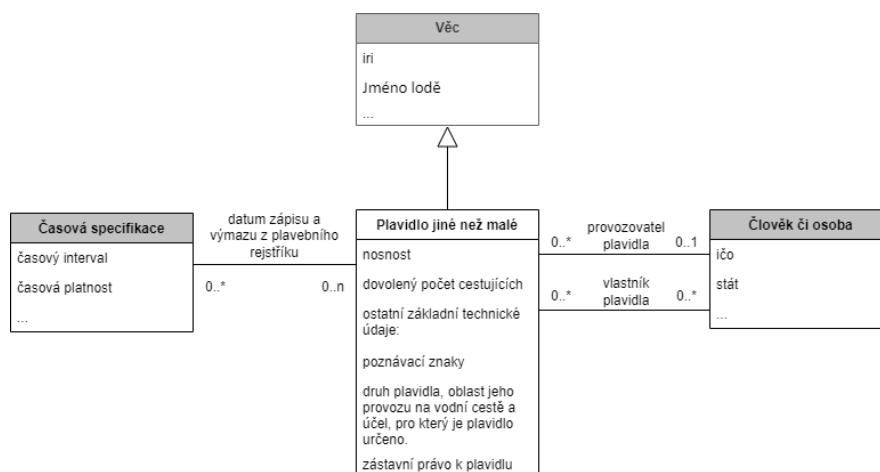 Věc
iri
Jméno lodě
...
Časová specifikace
časový interval
časová platnost
...
datum zápisu a
výmazu z plavebního
rejstříku
0..*
0..n
Plavidlo jiné než malé
nosnost
dovolený počet cestujících
ostatní základní technické
údaje:
poznávací znaky
druh plavidla, oblast jeho
provozu na vodní cestě a
účel, pro který je plavidlo
určeno.
zástavní právo k plavidlu
provozovatel
plavidla
0..*
0..1
vlastník
plavidla
0..*
0..*
Člověk či osoba
ičo
stát
...